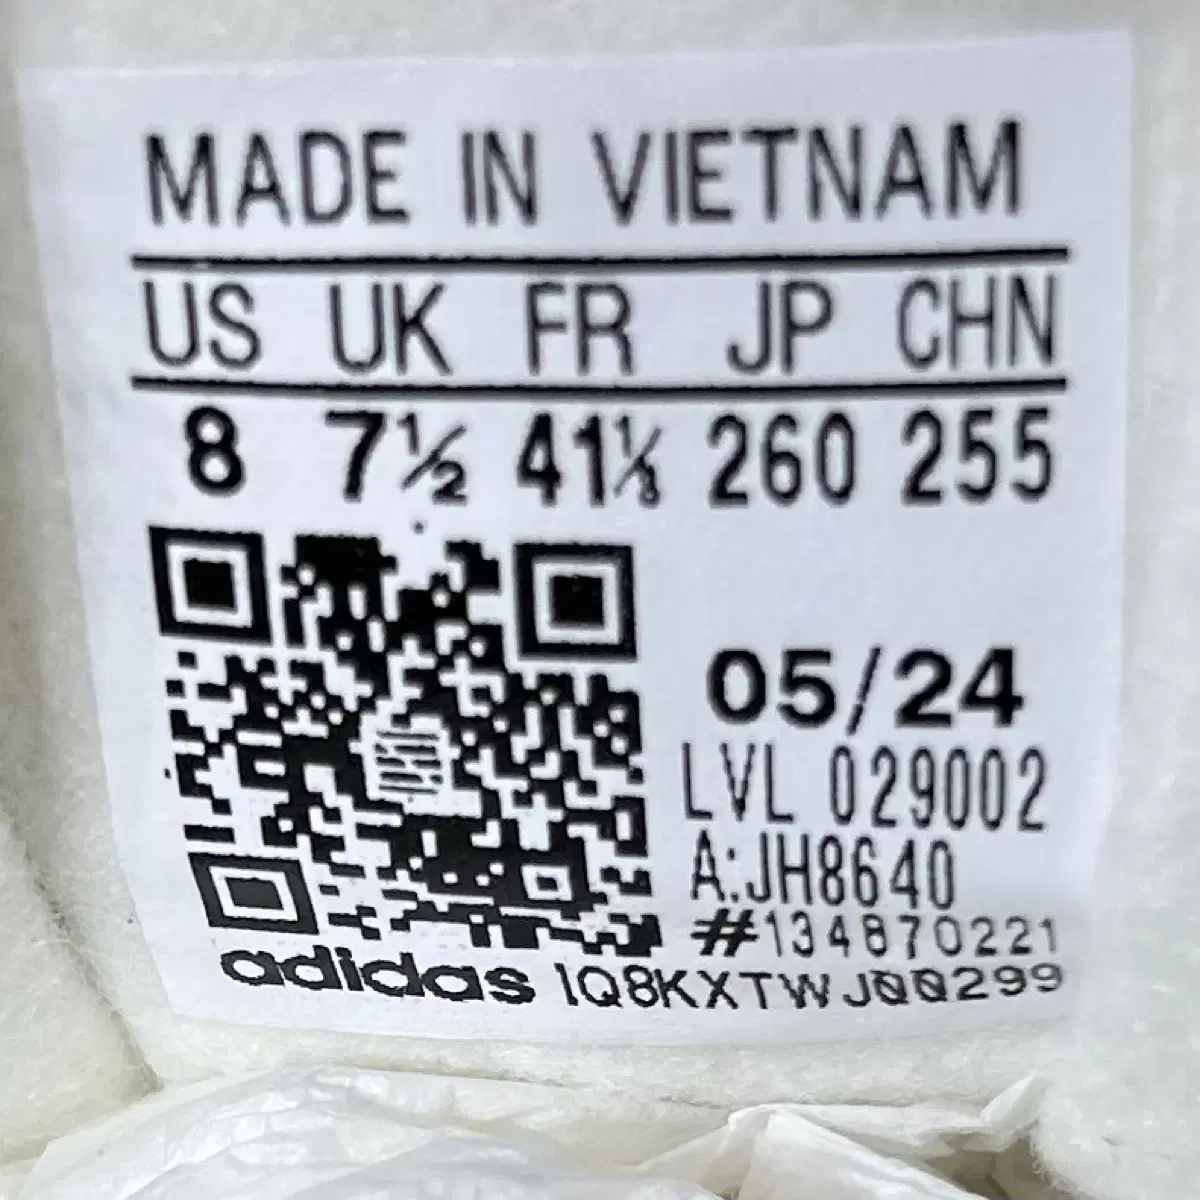 MADE IN VIETNAM
US UK FR JP CHN
8 7½ 41⅓ 260 255
05/24
LVL 029002
A:JH8640
#134870221
adidas 1Q8KXTWJ00299